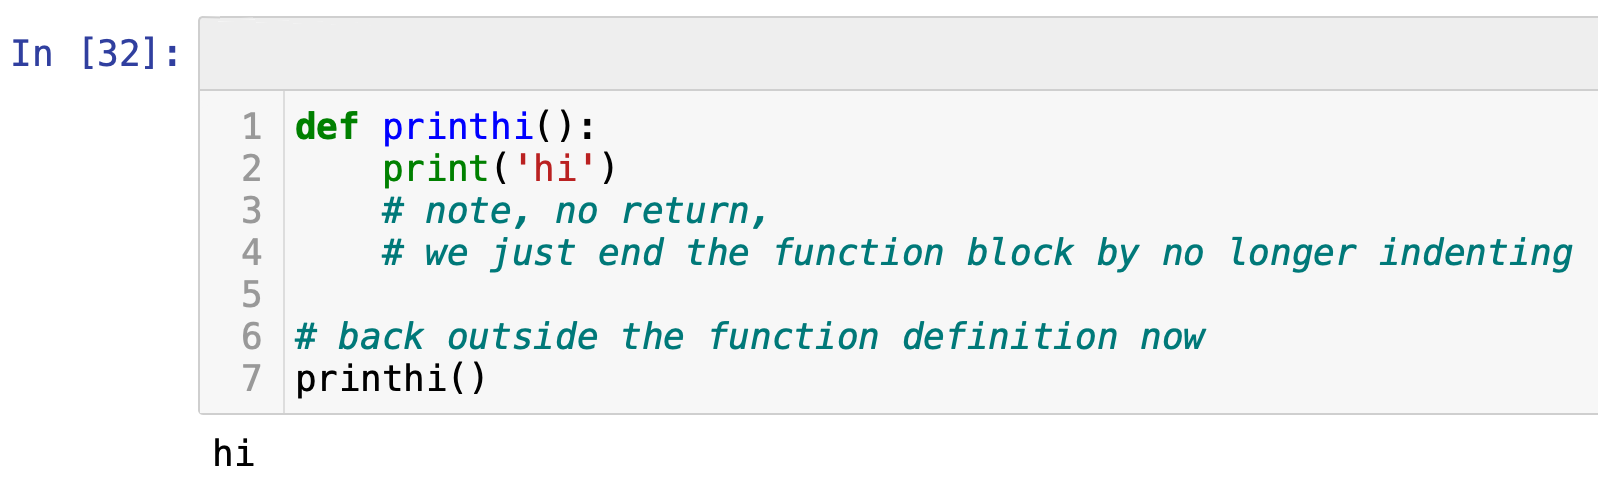 In [32]:
1 def printhi():
2     print('hi')
3     # note, no return,
4     # we just end the function block by no longer indenting
5
6 # back outside the function definition now
7 printhi()
hi